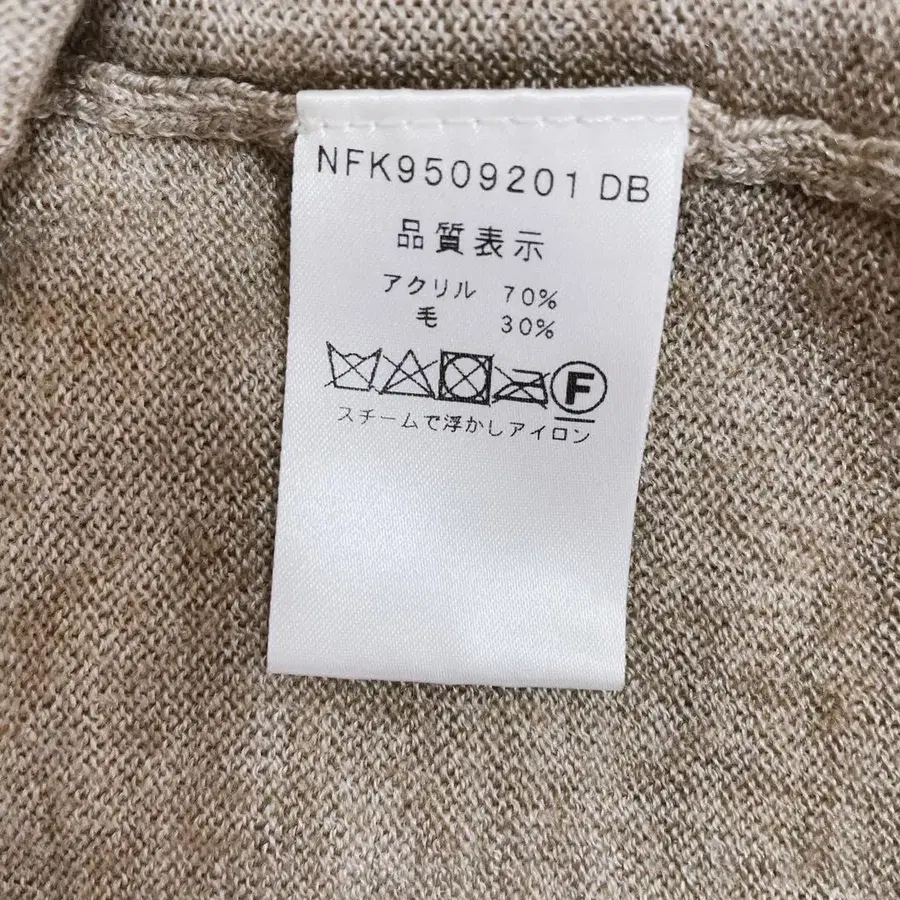 NFK9509201 DB
品質表示
アクリル 70%
毛 30%
F
スチームで浮かしアイロン